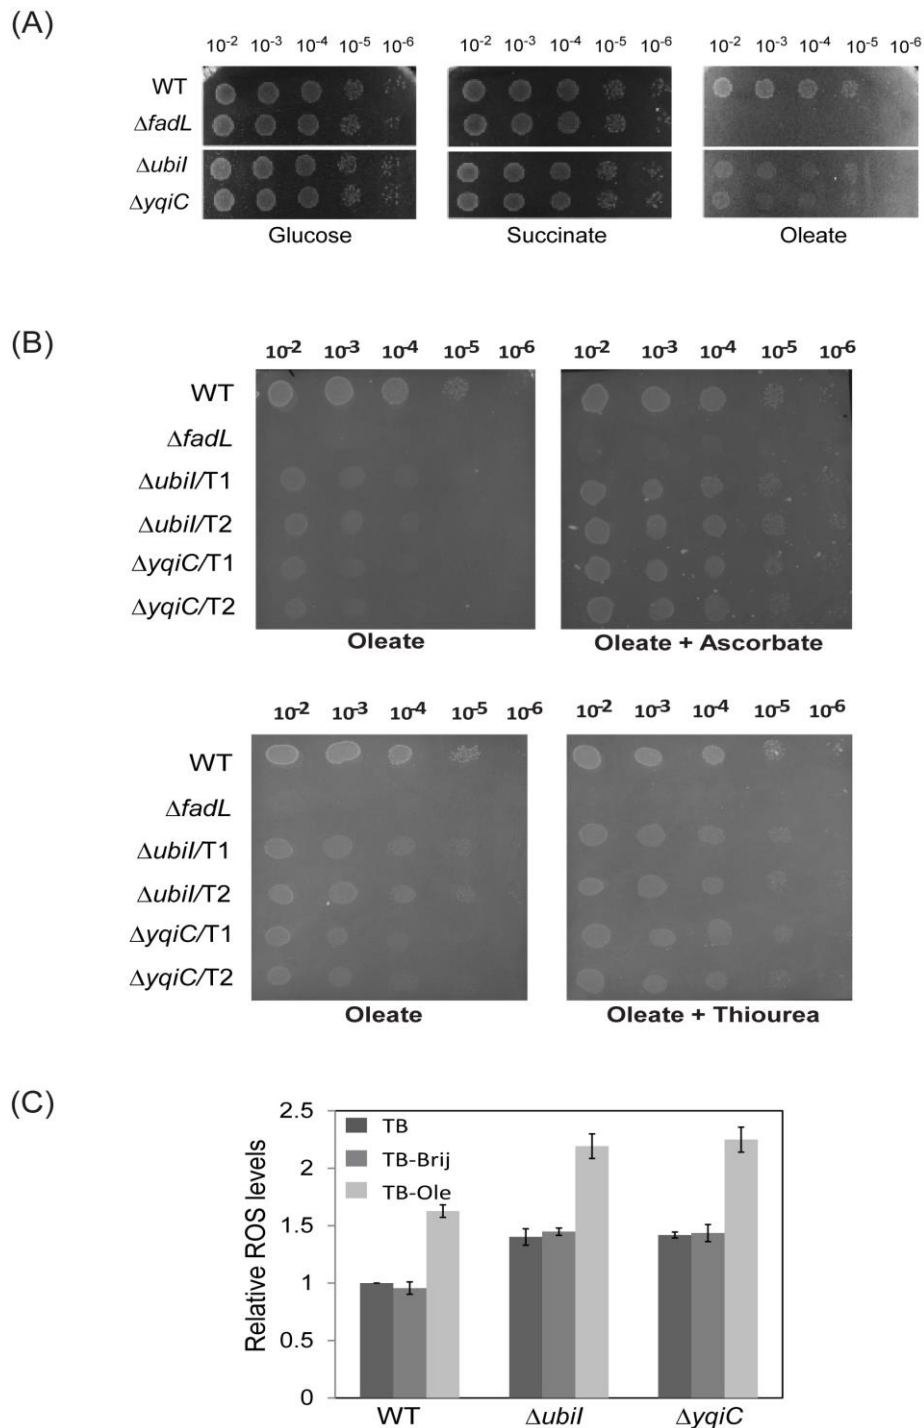 (A)
10-2 10-3 10-4 10-5 10-6 10-2 10-3 10-4 10-5 10-6 10-2 10-3 10-4 10-5 10-6
WT
ΔfadL
ΔubiI
ΔyqiC
Glucose Succinate Oleate
(B)
10-2 10-3 10-4 10-5 10-6 10-2 10-3 10-4 10-5 10-6
WT
ΔfadL
ΔubiI/T1
ΔubiI/T2
ΔyqiC/T1
ΔyqiC/T2
Oleate Oleate + Ascorbate
10-2 10-3 10-4 10-5 10-6 10-2 10-3 10-4 10-5 10-6
WT
ΔfadL
ΔubiI/T1
ΔubiI/T2
ΔyqiC/T1
ΔyqiC/T2
Oleate Oleate + Thiourea
(C)
Relative ROS levels
2.5
2
1.5
1
0.5
0
TB
TB-Brij
TB-Ole
WT ΔubiI ΔyqiC